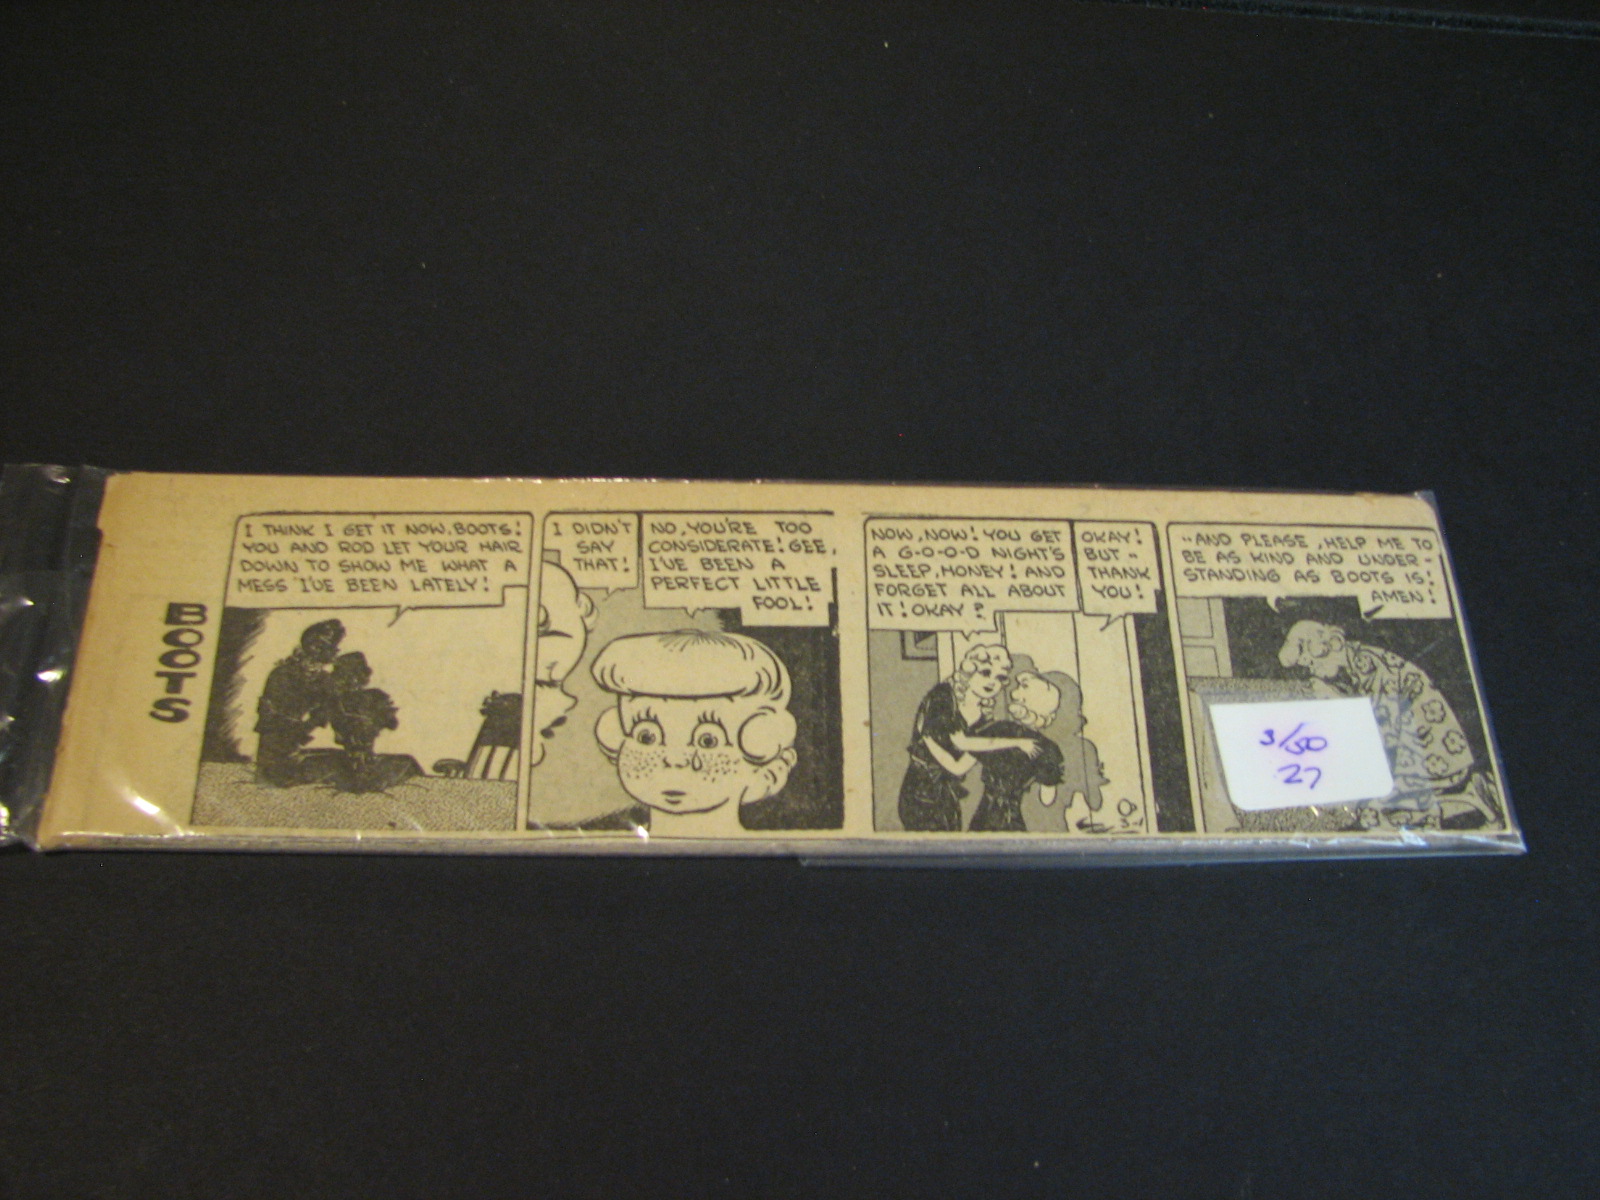 BOOTS
I THINK I GET IT NOW, BOOTS!
YOU AND ROD LET YOUR HAIR
DOWN TO SHOW ME WHAT A
MESS I'VE BEEN LATELY!
I DIDN'T
SAY
THAT!
NO, YOU'RE TOO
CONSIDERATE! GEE,
I'VE BEEN A
PERFECT LITTLE
FOOL!
NOW, NOW! YOU GET
A G-O-O-D NIGHT'S
SLEEP, HONEY! AND
FORGET ALL ABOUT
IT! OKAY?
OKAY!
BUT --
THANK
YOU!
3-1
..AND PLEASE, HELP ME TO
BE AS KIND AND UNDER-
STANDING AS BOOTS IS!
AMEN!
3/50
27